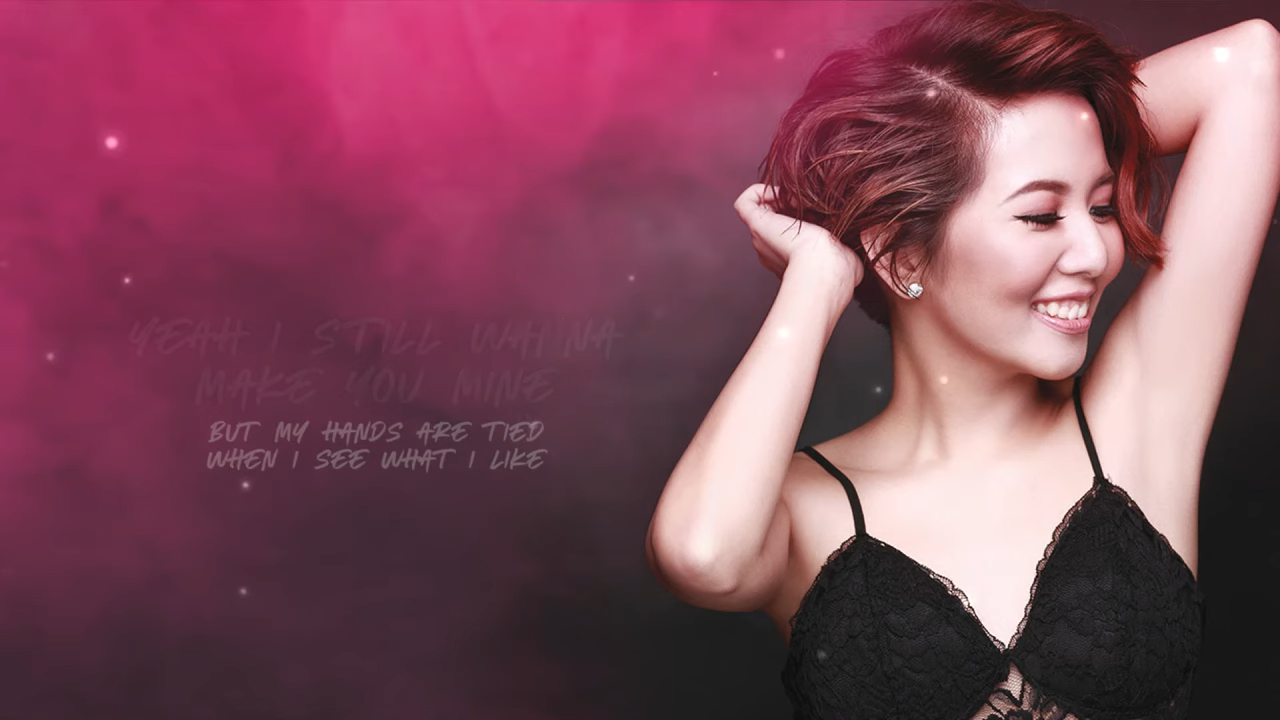 YEAH I STILL WANNA
MAKE YOU MINE
BUT MY HANDS ARE TIED
WHEN I SEE WHAT I LIKE